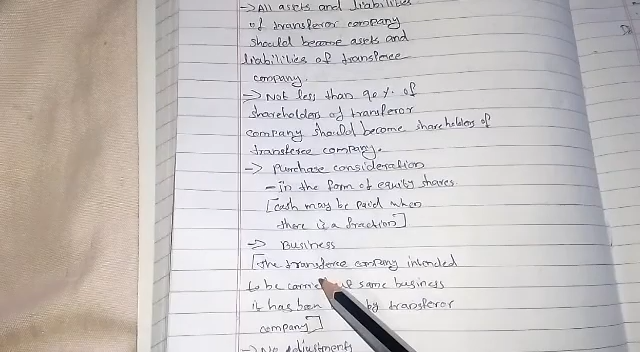 → All assets and liabilities
of transferor company
should become assets and
liabilities of transferee
company.
→ Not less than 90% of
shareholders of transferor
company should become shareholders of
transferee company.
→ Purchase consideration
- In the form of equity shares.
[cash may be paid when
there is a fraction]
→ Business
[The transferee company intended
to be carried same business
it has been by transferor
company]
→ No adjustments